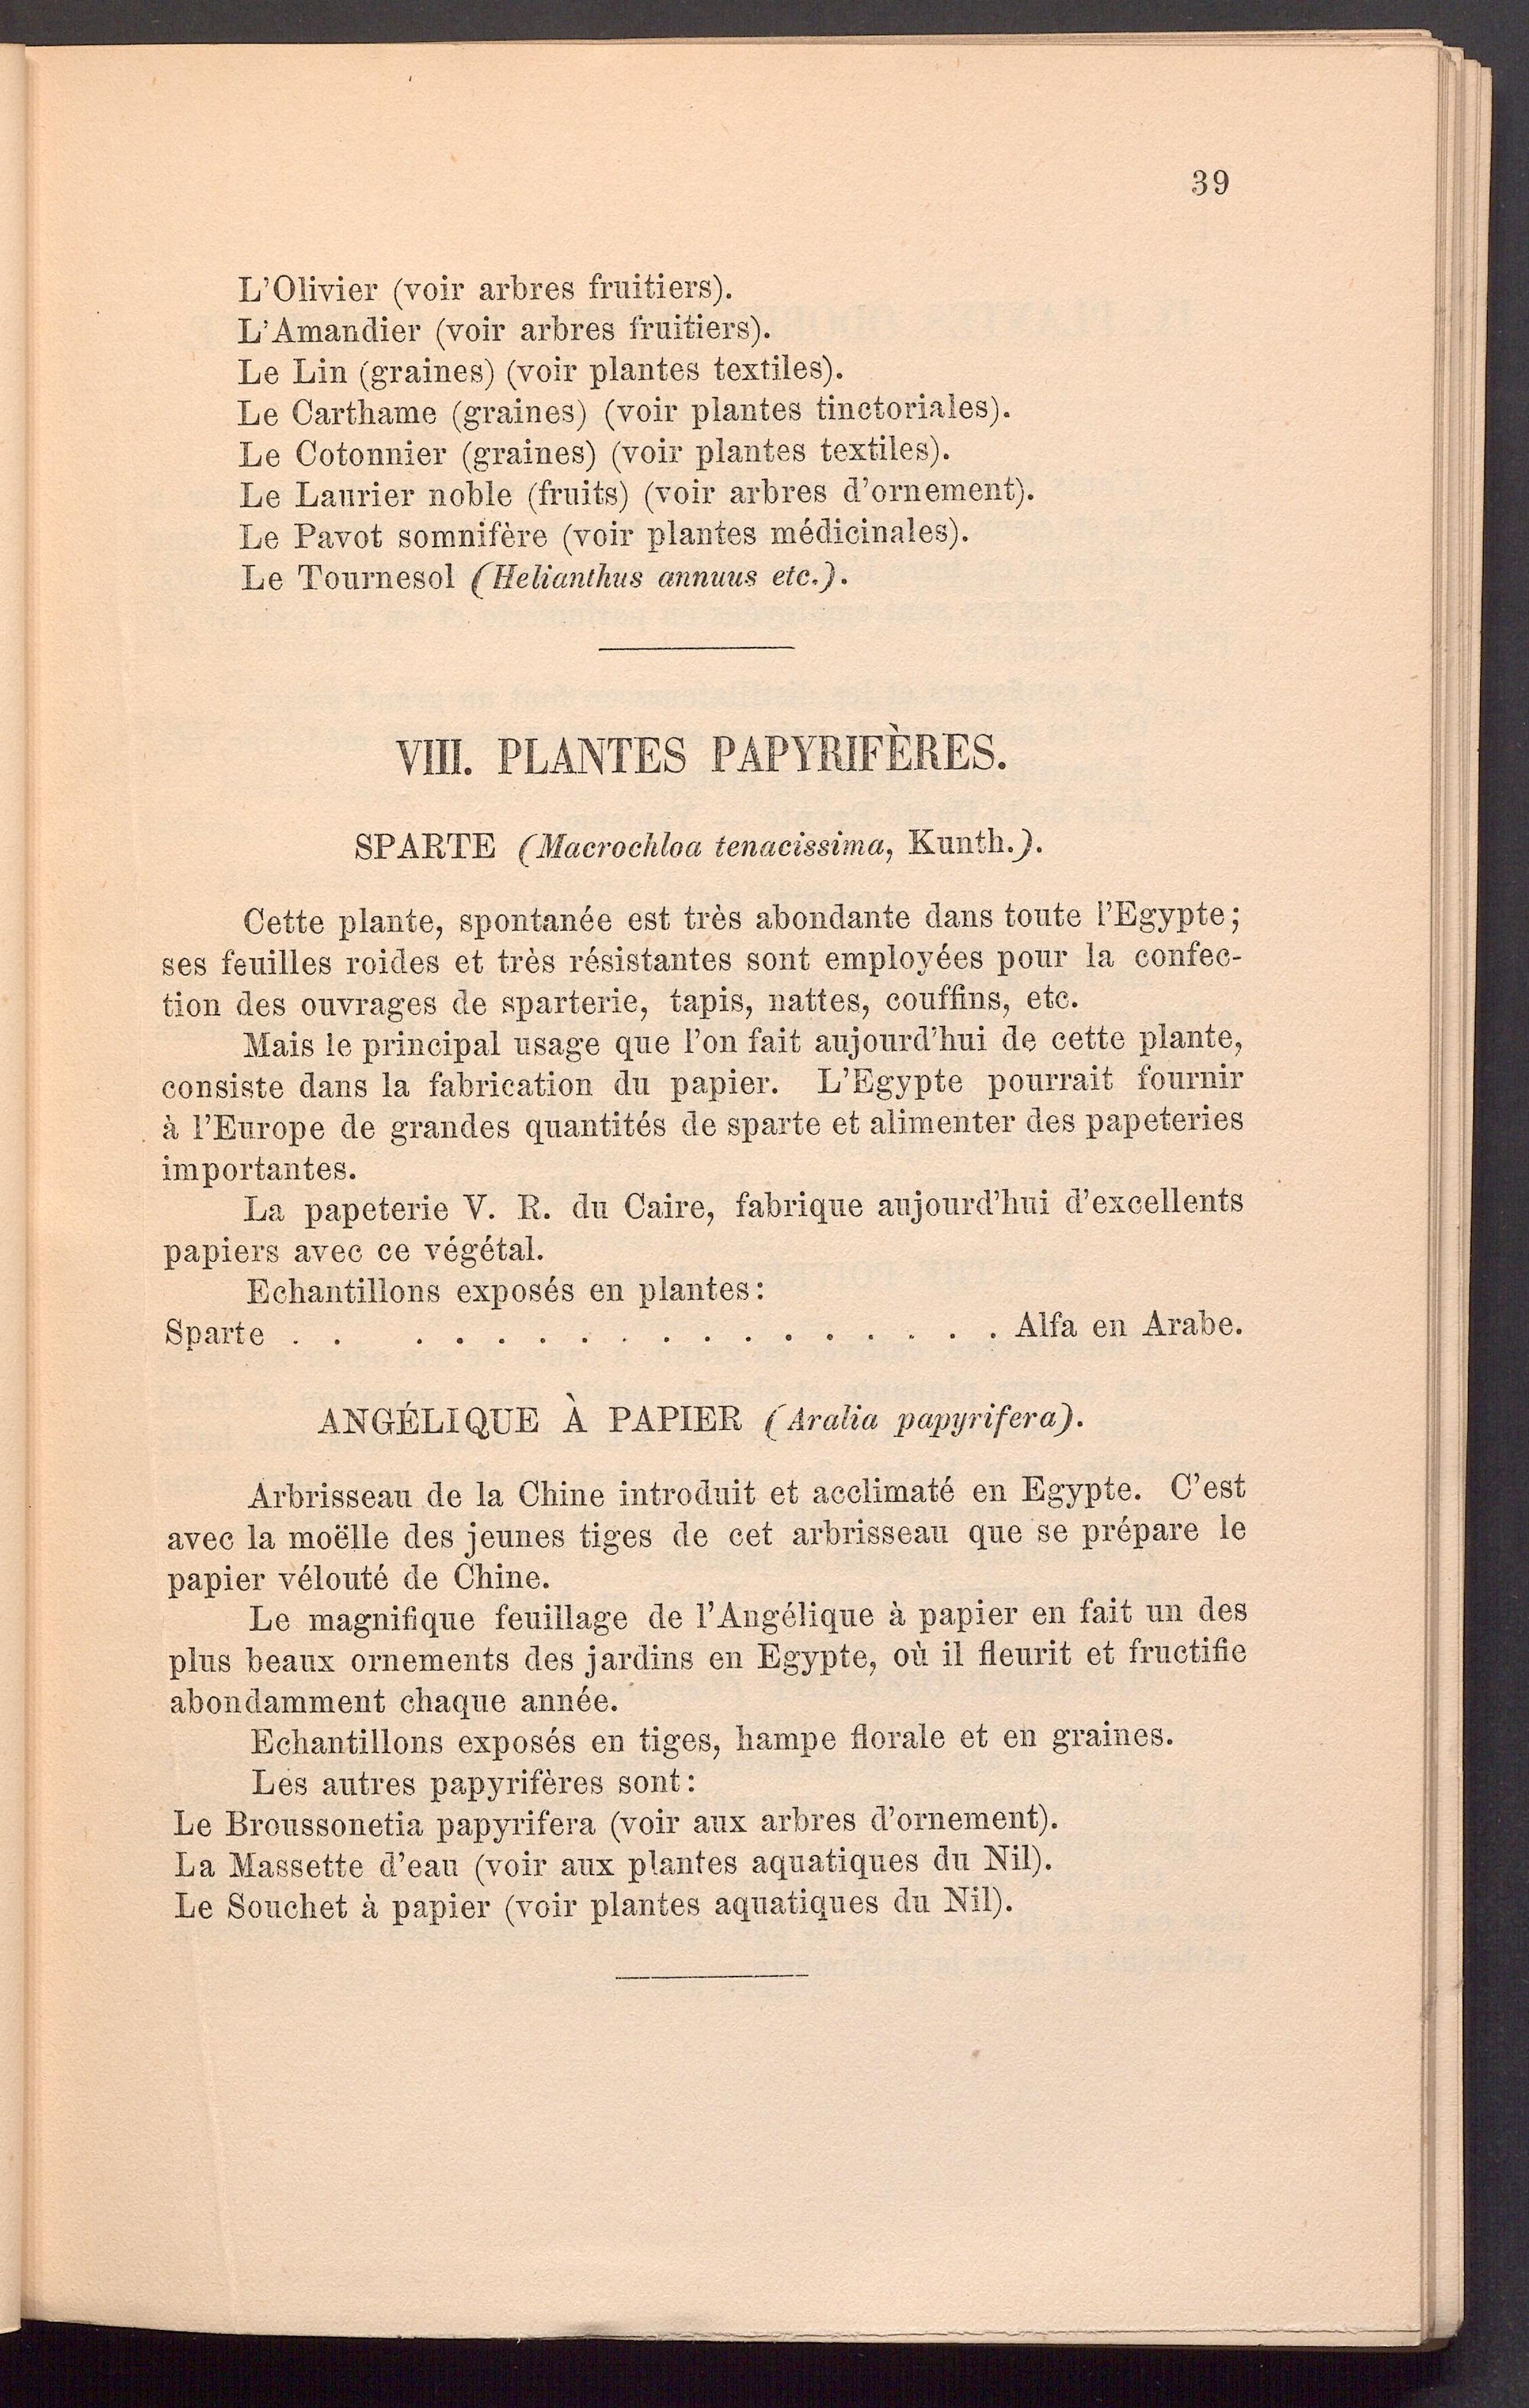 39
L'Olivier (voir arbres fruitiers).
L'Amandier (voir arbres fruitiers).
Le Lin (graines) (voir plantes textiles).
Le Carthame (graines) (voir plantes tinctoriales).
Le Cotonnier (graines) (voir plantes textiles).
Le Laurier noble (fruits) (voir arbres d'ornement).
Le Pavot somnifère (voir plantes médicinales).
Le Tournesol (Helianthus annuus etc.).
VIII. PLANTES PAPYRIFÈRES.
SPARTE (Macrochloa tenacissima, Kunth.).
Cette plante, spontanée est très abondante dans toute l'Egypte;
ses feuilles roides et très résistantes sont employées pour la confec-
tion des ouvrages de sparterie, tapis, nattes, couffins, etc.
Mais le principal usage que l'on fait aujourd'hui de cette plante,
consiste dans la fabrication du papier. L'Egypte pourrait fournir
à l'Europe de grandes quantités de sparte et alimenter des papeteries
importantes.
La papeterie V. R. du Caire, fabrique aujourd'hui d'excellents
papiers avec ce végétal.
Echantillons exposés en plantes:
Sparte . . . . . . . . . . . . . . . . . Alfa en Arabe.
ANGÉLIQUE À PAPIER (Aralia papyrifera).
Arbrisseau de la Chine introduit et acclimaté en Egypte. C'est
avec la moëlle des jeunes tiges de cet arbrisseau que se prépare le
papier vélouté de Chine.
Le magnifique feuillage de l'Angélique à papier en fait un des
plus beaux ornements des jardins en Egypte, où il fleurit et fructifie
abondamment chaque année.
Echantillons exposés en tiges, hampe florale et en graines.
Les autres papyrifères sont:
Le Broussonetia papyrifera (voir aux arbres d'ornement).
La Massette d'eau (voir aux plantes aquatiques du Nil).
Le Souchet à papier (voir plantes aquatiques du Nil).